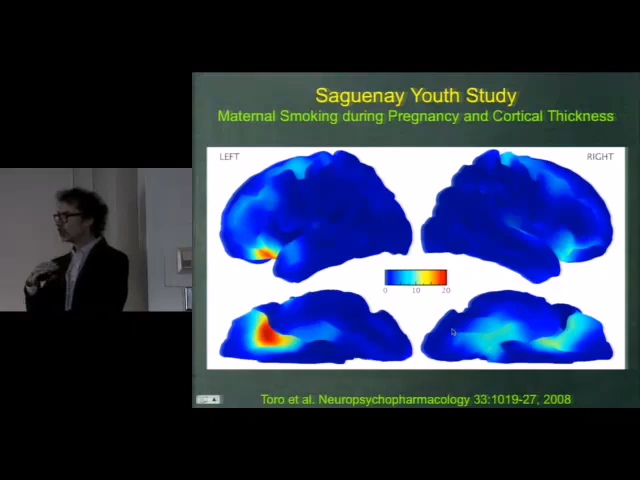 Saguenay Youth Study
Maternal Smoking during Pregnancy and Cortical Thickness
LEFT
RIGHT
0 10 20
Toro et al. Neuropsychopharmacology 33:1019-27, 2008